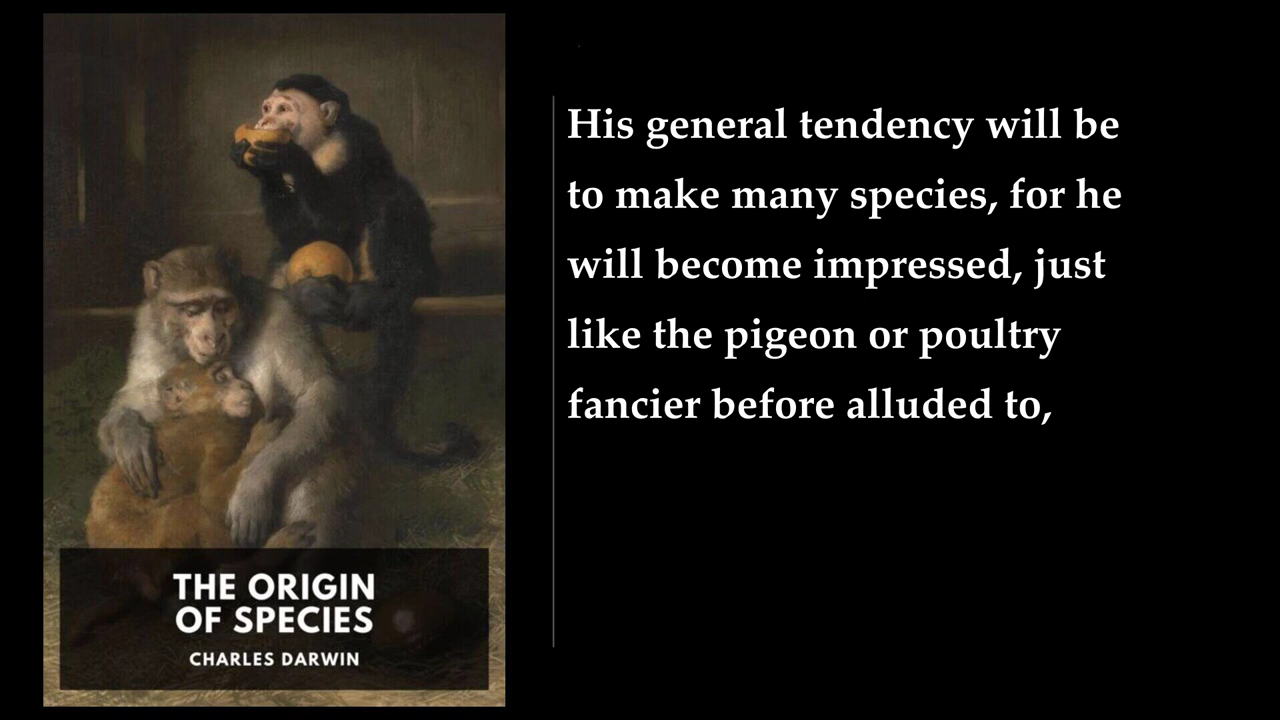 THE ORIGIN
OF SPECIES
CHARLES DARWIN
His general tendency will be
to make many species, for he
will become impressed, just
like the pigeon or poultry
fancier before alluded to,